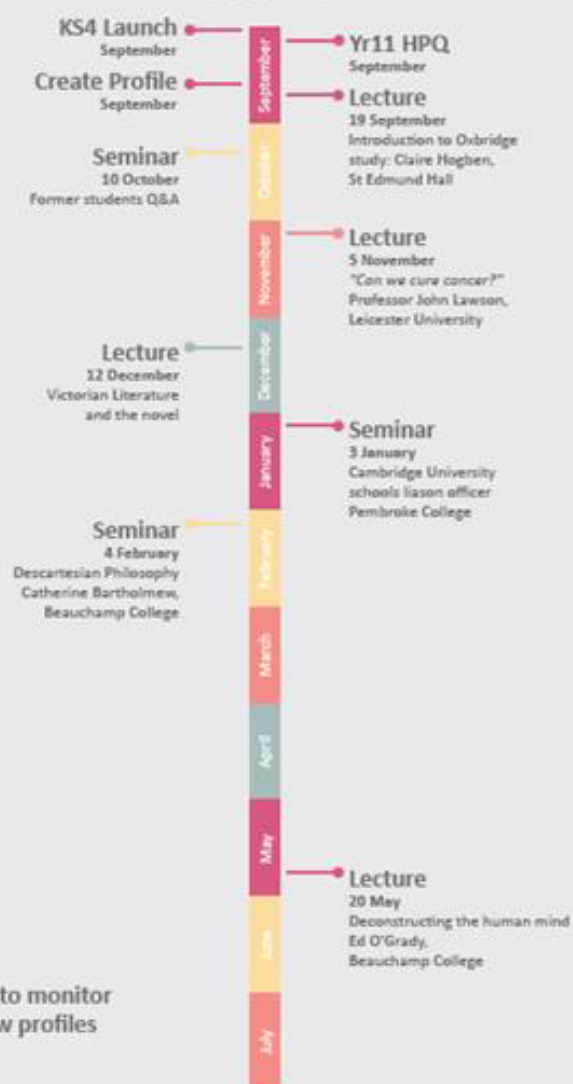 KS4 Launch
September
Create Profile
September
Yr11 HPQ
September
Lecture
19 September
Introduction to Oxbridge
study: Claire Hogben,
St Edmund Hall
Seminar
10 October
Former students Q&A
Lecture
5 November
"Can we cure cancer?"
Professor John Lawson,
Leicester University
Lecture
12 December
Victorian Literature
and the novel
Seminar
3 January
Cambridge University
schools liason officer
Pembroke College
Seminar
4 February
Descartesian Philosophy
Catherine Bartholmew,
Beauchamp College
Lecture
20 May
Deconstructing the human mind
Ed O'Grady,
Beauchamp College
to monitor
w profiles
September
October
November
December
January
February
March
April
May
June
July